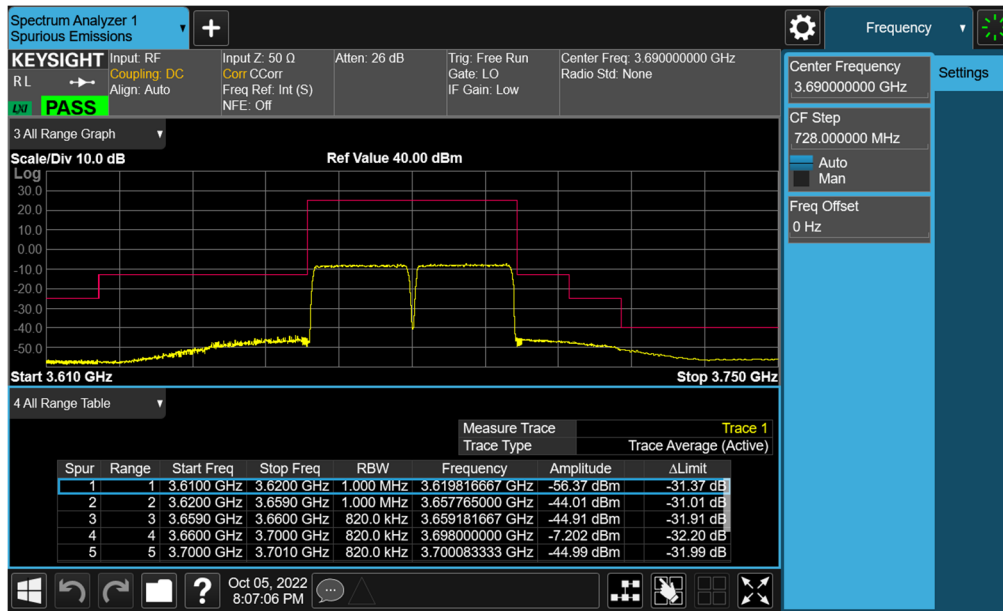 Spectrum Analyzer 1
Spurious Emissions
Frequency
KEYSIGHT
R L
LXI PASS
Input: RF
Coupling: DC
Align: Auto
Input Z: 50 Ω
Corr CCorr
Freq Ref: Int (S)
NFE: Off
Atten: 26 dB
Trig: Free Run
Gate: LO
IF Gain: Low
Center Freq: 3.690000000 GHz
Radio Std: None
Center Frequency
3.690000000 GHz
Settings
CF Step
728.000000 MHz
Auto
Man
Freq Offset
0 Hz
3 All Range Graph
Scale/Div 10.0 dB
Ref Value 40.00 dBm
Log
30.0
20.0
10.0
0.00
-10.0
-20.0
-30.0
-40.0
-50.0
Start 3.610 GHz
Stop 3.750 GHz
4 All Range Table
Measure Trace Trace 1
Trace Type Trace Average (Active)
Spur Range Start Freq Stop Freq RBW Frequency Amplitude ΔLimit
1 1 3.6100 GHz 3.6200 GHz 1.000 MHz 3.619816667 GHz -56.37 dBm -31.37 dB
2 2 3.6200 GHz 3.6590 GHz 1.000 MHz 3.657765000 GHz -44.01 dBm -31.01 dB
3 3 3.6590 GHz 3.6600 GHz 820.0 kHz 3.659181667 GHz -44.91 dBm -31.91 dB
4 4 3.6600 GHz 3.7000 GHz 820.0 kHz 3.698000000 GHz -7.202 dBm -32.20 dB
5 5 3.7000 GHz 3.7010 GHz 820.0 kHz 3.700083333 GHz -44.99 dBm -31.99 dB
?
Oct 05, 2022
8:07:06 PM